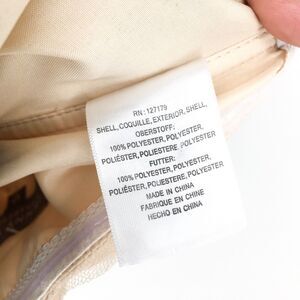 RN: 127179
SHELL, COQUILLE, EXTERIOR, SHELL,
OBERSTOFF:
100% POLYESTER, POLYESTER,
POLIÉSTER, POLIESTERE, POLYESTER
FUTTER:
100% POLYESTER, POLYESTER,
POLIÉSTER, POLIESTERE, POLYESTER
MADE IN CHINA
FABRIQUÉ EN CHINE
HECHO EN CHINA